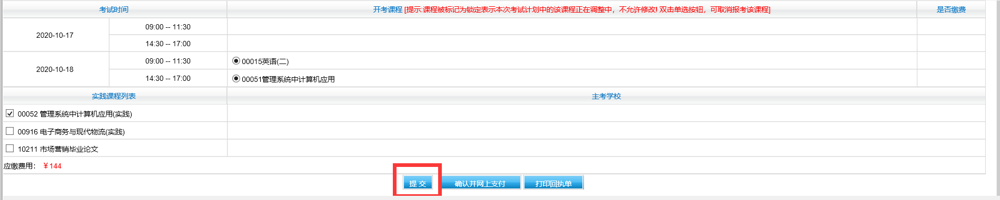 考试时间 开考课程 [提示:课程被标记为锁定表示本次考试计划中的该课程正在调整中，不允许修改! 双击单选按钮，可取消报考该课程] 是否缴费
2020-10-17
09:00 -- 11:30
14:30 -- 17:00
2020-10-18
09:00 -- 11:30 00015英语(二)
14:30 -- 17:00 00051管理系统中计算机应用
实践课程列表 主考学校
00052 管理系统中计算机应用(实践)
00916 电子商务与现代物流(实践)
10211 市场营销毕业论文
应缴费用： ￥144
提 交 确认并网上支付 打印回执单